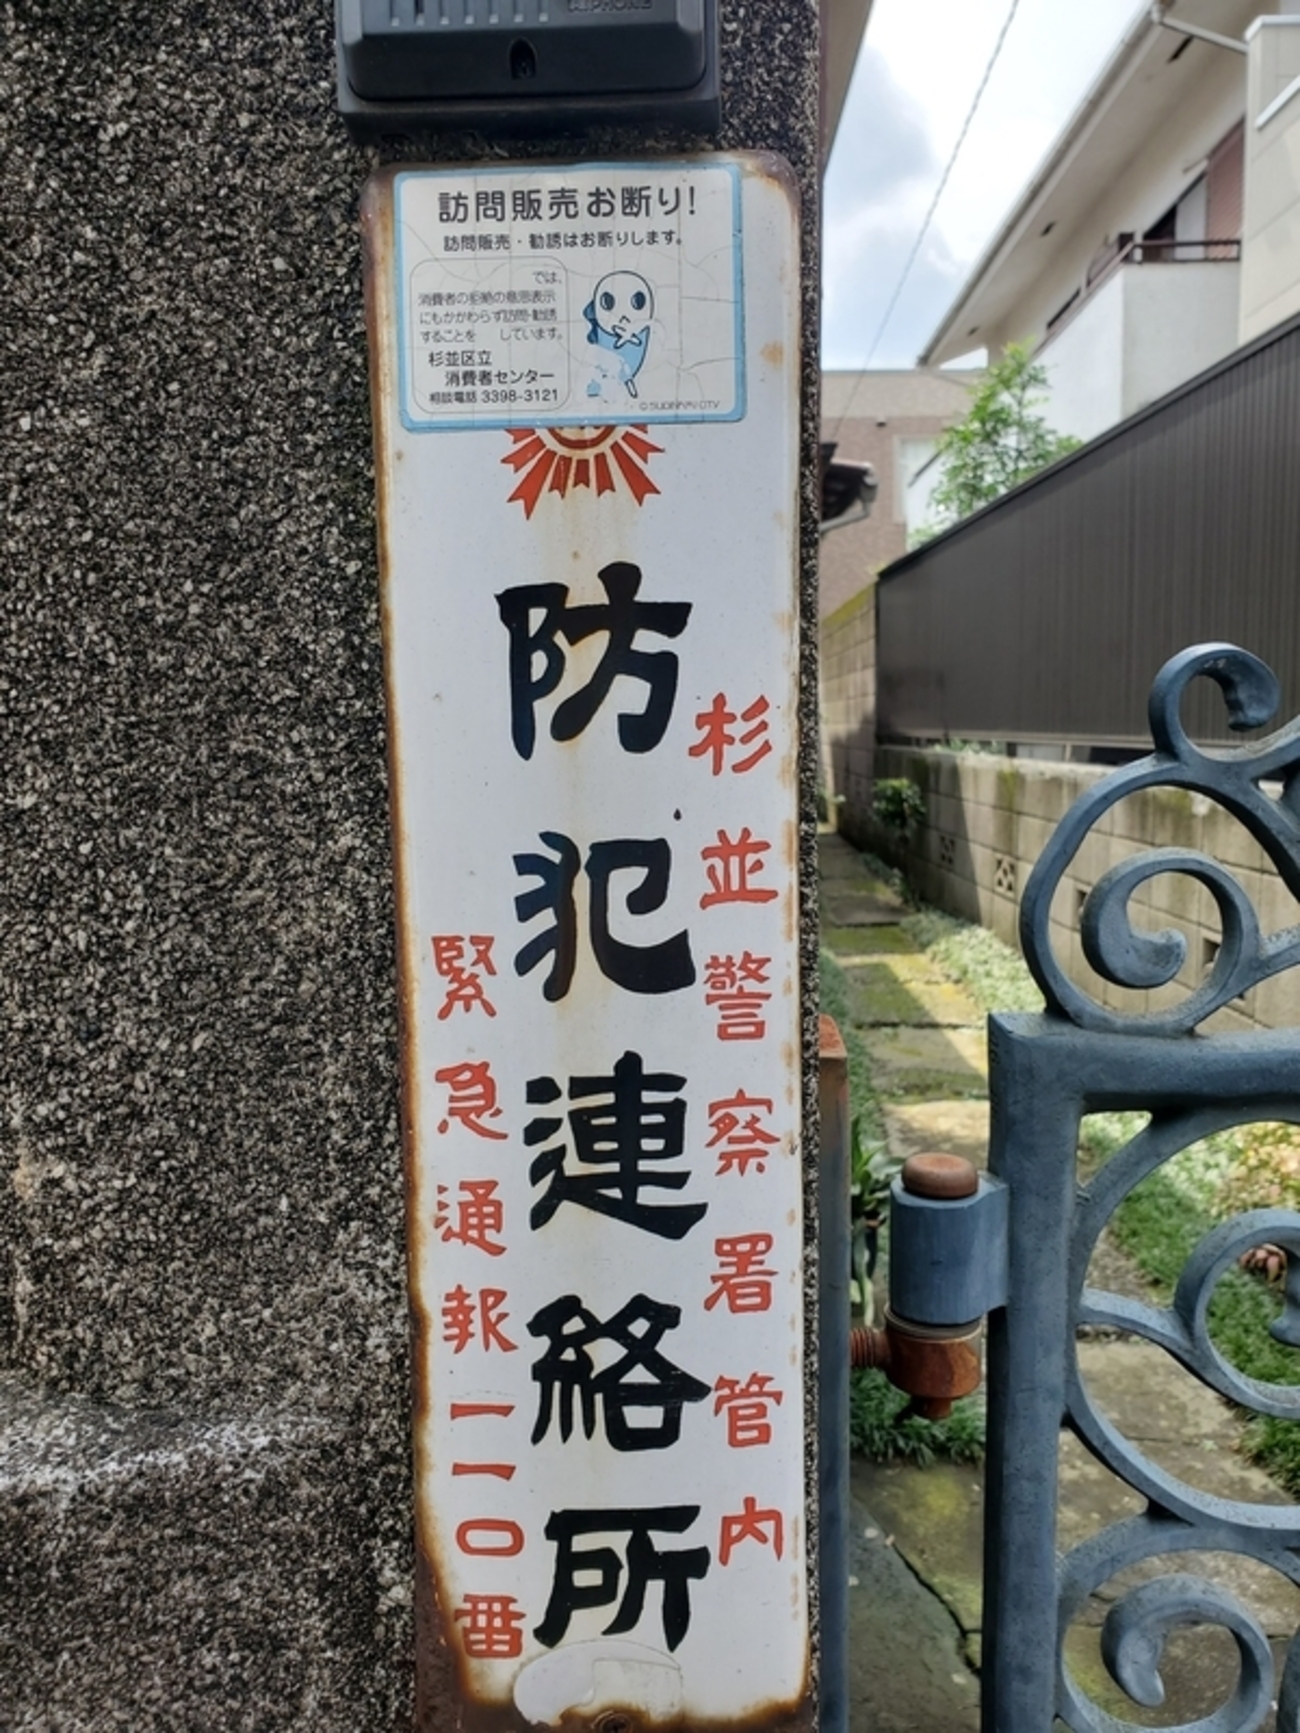 AIPHONE
訪問販売お断り!
訪問販売・勧誘はお断りします。
では、
消費者の拒絶の意思表示
にもかかわらず訪問・勧誘
することを しています。
杉並区立
消費者センター
相談電話 3398-3121
© SUGINAMI・DTV
杉並警察署管内
防犯連絡所
緊急通報一一〇番